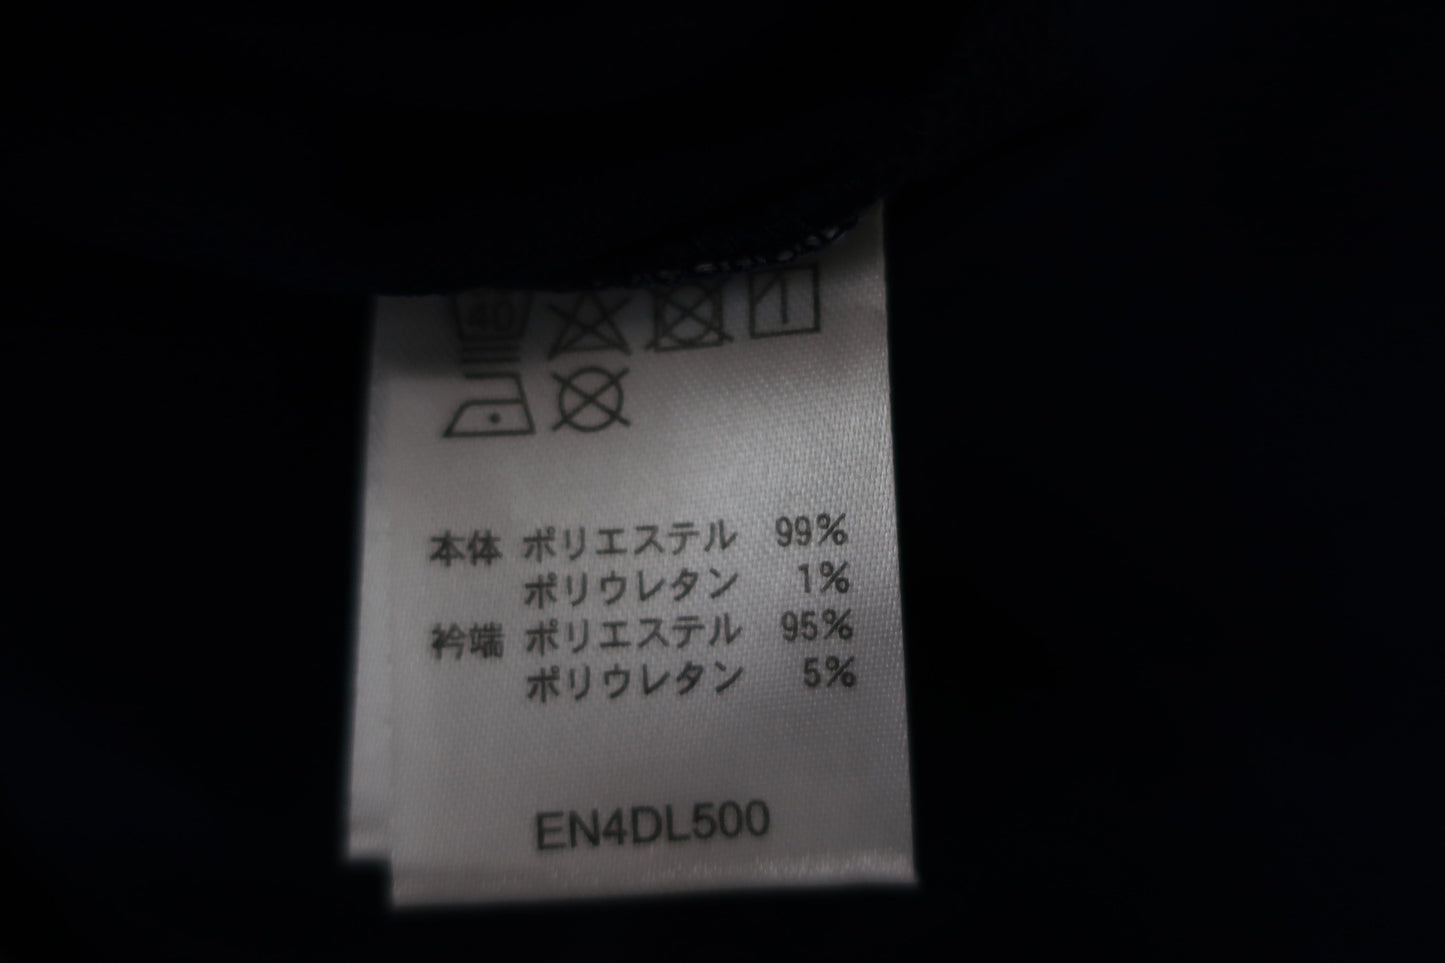 40
本体 ポリエステル 99%
ポリウレタン 1%
衿端 ポリエステル 95%
ポリウレタン 5%
EN4DL500